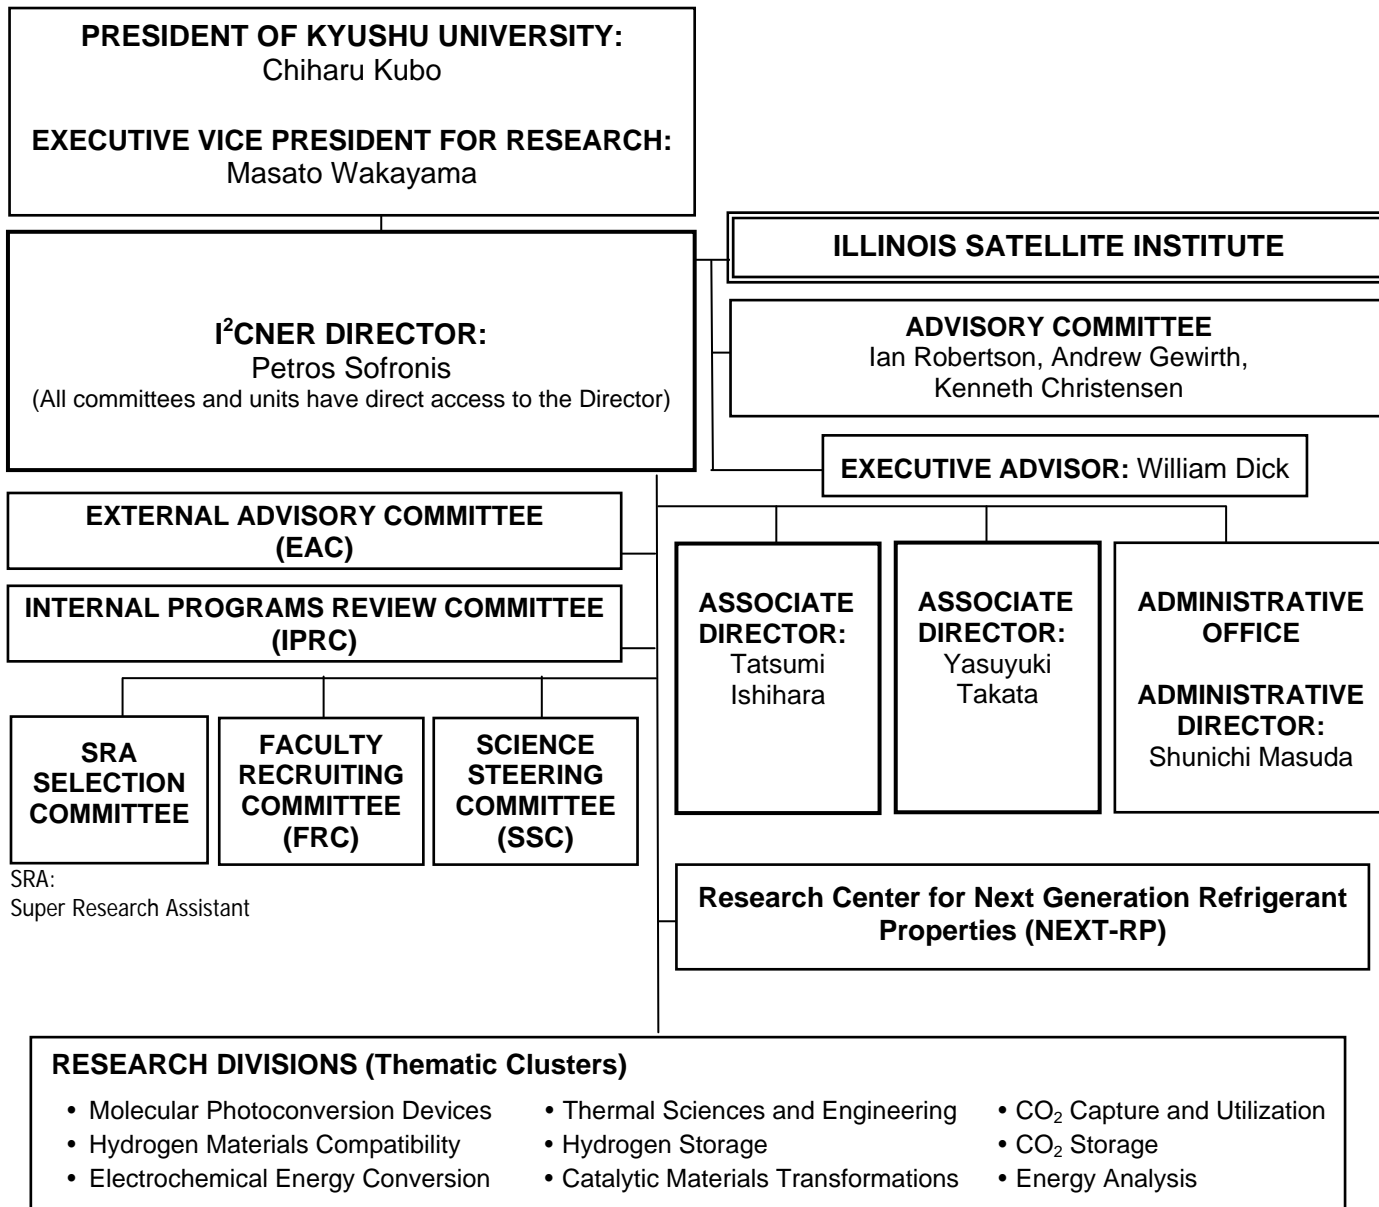 PRESIDENT OF KYUSHU UNIVERSITY:
Chiharu Kubo
EXECUTIVE VICE PRESIDENT FOR RESEARCH:
Masato Wakayama
ILLINOIS SATELLITE INSTITUTE
I²CNER DIRECTOR:
Petros Sofronis
(All committees and units have direct access to the Director)
ADVISORY COMMITTEE
Ian Robertson, Andrew Gewirth,
Kenneth Christensen
EXECUTIVE ADVISOR: William Dick
EXTERNAL ADVISORY COMMITTEE
(EAC)
INTERNAL PROGRAMS REVIEW COMMITTEE
(IPRC)
ASSOCIATE
DIRECTOR:
Tatsumi
Ishihara
ASSOCIATE
DIRECTOR:
Yasuyuki
Takata
ADMINISTRATIVE
OFFICE
ADMINISTRATIVE
DIRECTOR:
Shunichi Masuda
SRA
SELECTION
COMMITTEE
FACULTY
RECRUITING
COMMITTEE
(FRC)
SCIENCE
STEERING
COMMITTEE
(SSC)
SRA:
Super Research Assistant
Research Center for Next Generation Refrigerant
Properties (NEXT-RP)
RESEARCH DIVISIONS (Thematic Clusters)
• Molecular Photoconversion Devices
• Hydrogen Materials Compatibility
• Electrochemical Energy Conversion
• Thermal Sciences and Engineering
• Hydrogen Storage
• Catalytic Materials Transformations
• CO₂ Capture and Utilization
• CO₂ Storage
• Energy Analysis